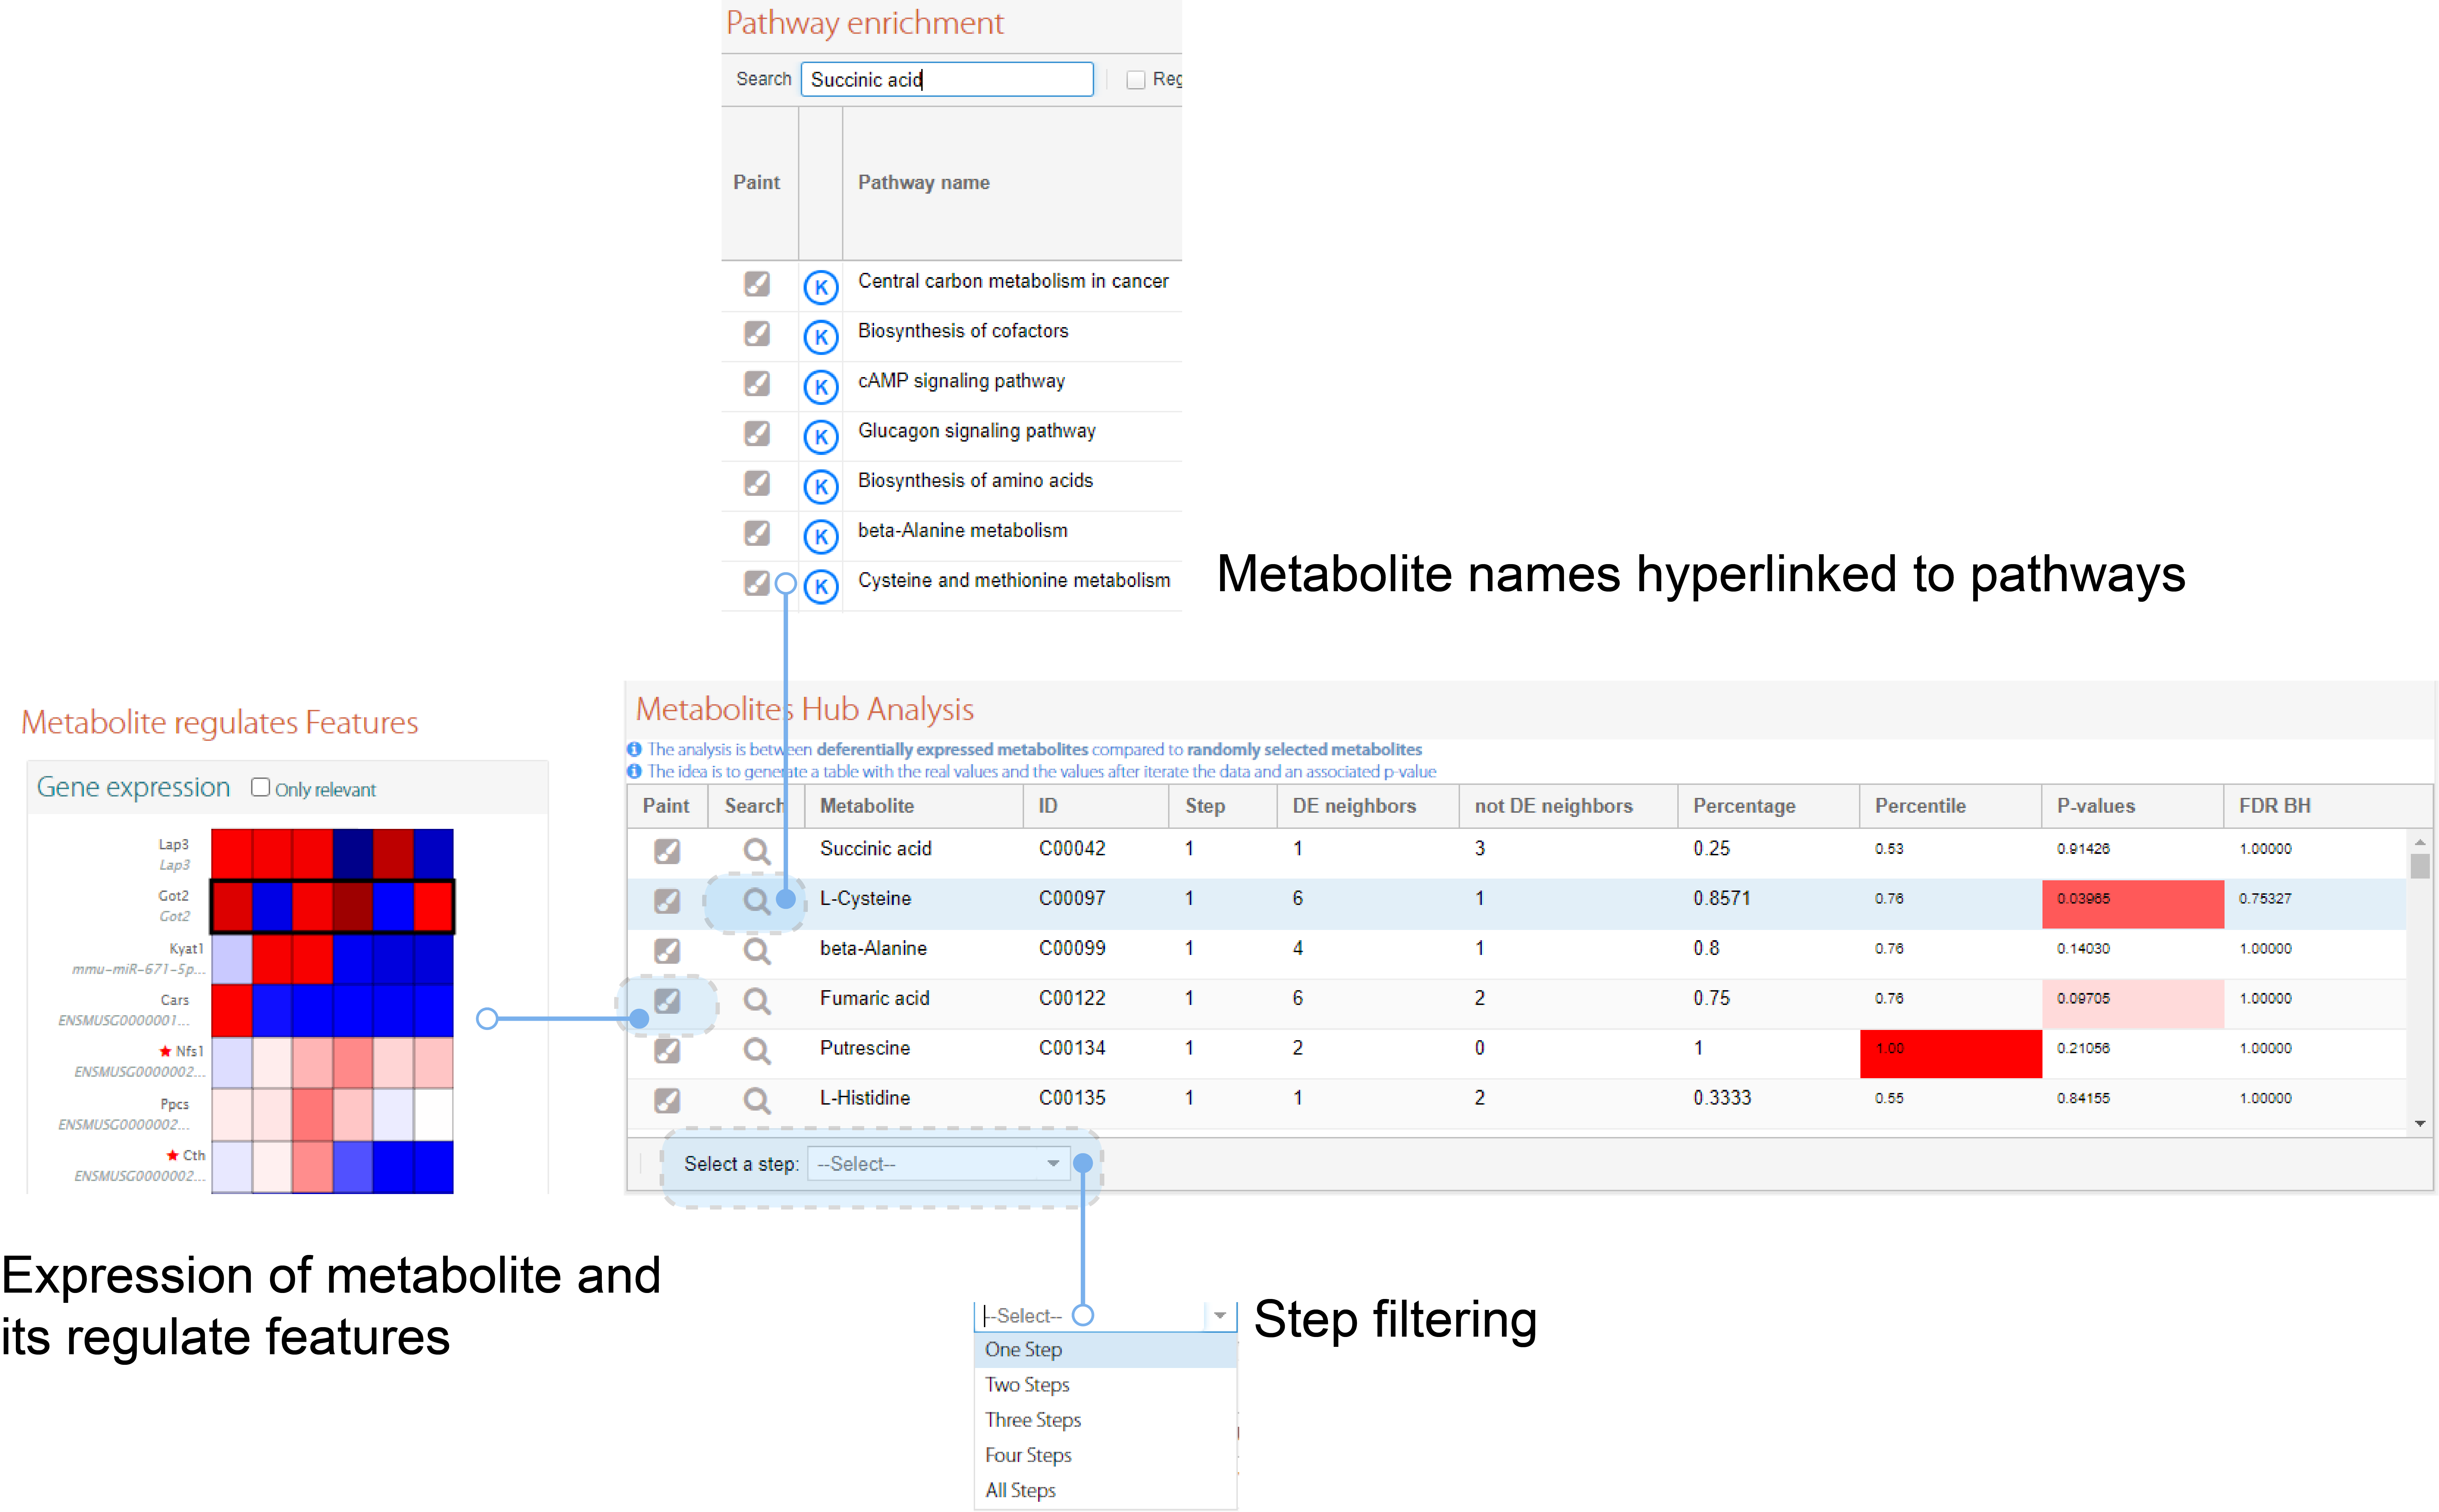 Pathway enrichment
Search Succinic acid Reg
Paint Pathway name
K Central carbon metabolism in cancer
K Biosynthesis of cofactors
K cAMP signaling pathway
K Glucagon signaling pathway
K Biosynthesis of amino acids
K beta-Alanine metabolism
K Cysteine and methionine metabolism
Metabolite names hyperlinked to pathways
Metabolite regulates Features
Gene expression Only relevant
Lap3
Lap3
Got2
Got2
Kyat1
mmu-miR-671-5p...
Cars
ENSMUSG0000001...
★ Nfs1
ENSMUSG0000002...
Ppcs
ENSMUSG0000002...
★ Cth
ENSMUSG0000002...
Expression of metabolite and
its regulate features
Metabolites Hub Analysis
The analysis is between deferentially expressed metabolites compared to randomly selected metabolites
The idea is to generate a table with the real values and the values after iterate the data and an associated p-value
Paint Search Metabolite ID Step DE neighbors not DE neighbors Percentage Percentile P-values FDR BH
Succinic acid C00042 1 1 3 0.25 0.53 0.91426 1.00000
L-Cysteine C00097 1 6 1 0.8571 0.76 0.03965 0.75327
beta-Alanine C00099 1 4 1 0.8 0.76 0.14030 1.00000
Fumaric acid C00122 1 6 2 0.75 0.76 0.09705 1.00000
Putrescine C00134 1 2 0 1 1.00 0.21056 1.00000
L-Histidine C00135 1 1 2 0.3333 0.55 0.84155 1.00000
Select a step: --Select--
--Select--
One Step
Two Steps
Three Steps
Four Steps
All Steps
Step filtering